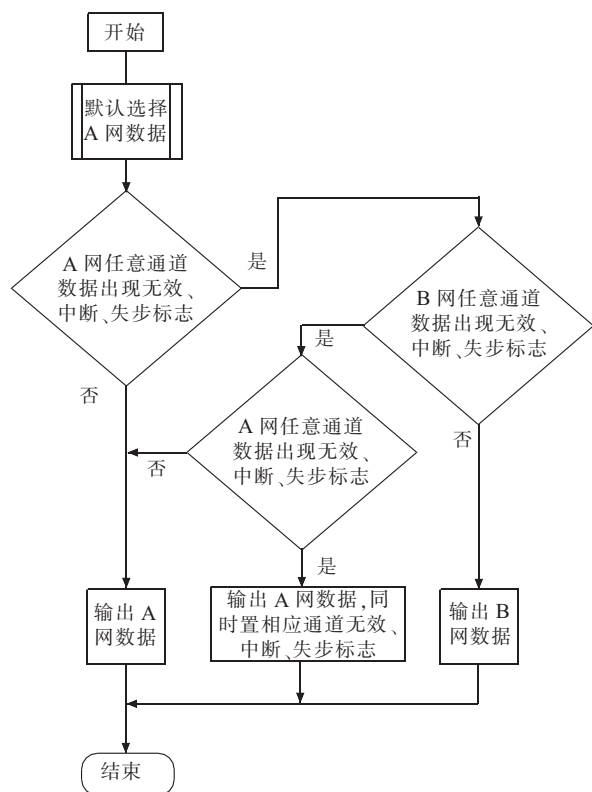 开始
默认选择
A 网数据
A 网任意通道
数据出现无效、
中断、失步标志
是
B 网任意通道
数据出现无效、
中断、失步标志
是
否
A 网任意通道
数据出现无效、
中断、失步标志
否
否
是
输出 A
网数据
输出 A 网数据,同
时置相应通道无效、
中断、失步标志
输出 B
网数据
结束